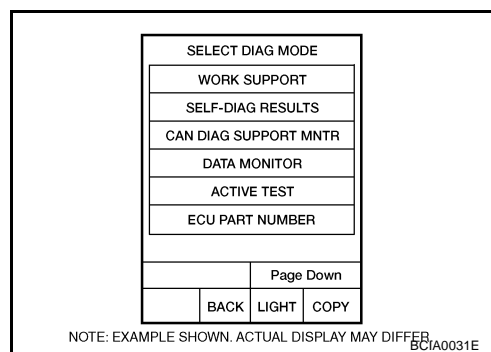 SELECT DIAG MODE
WORK SUPPORT
SELF-DIAG RESULTS
CAN DIAG SUPPORT MNTR
DATA MONITOR
ACTIVE TEST
ECU PART NUMBER
Page Down
BACK LIGHT COPY
NOTE: EXAMPLE SHOWN. ACTUAL DISPLAY MAY DIFFER.
BCIA0031E